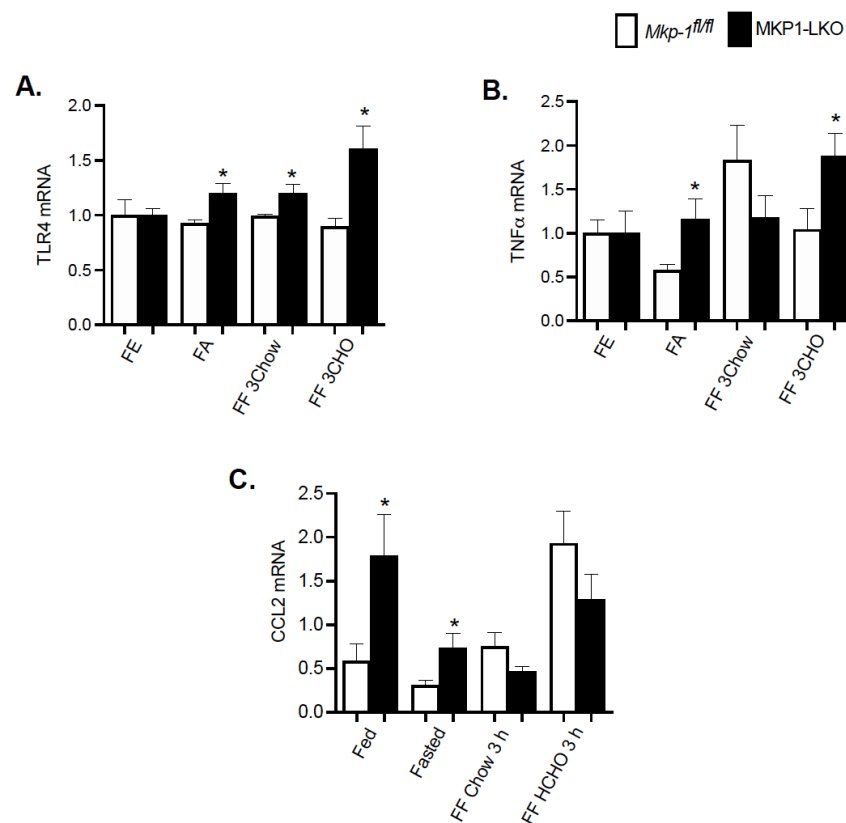 Mkp-1fl/fl MKP1-LKO
A.
TLR4 mRNA
2.0
1.5
1.0
0.5
0.0
* * *
FE FA FF 3Chow FF 3CHO
B.
TNFα mRNA
2.5
2.0
1.5
1.0
0.5
0.0
* *
FE FA FF 3Chow FF 3CHO
C.
CCL2 mRNA
2.5
2.0
1.5
1.0
0.5
0.0
* *
Fed Fasted FF Chow 3 h FF HCHO 3 h